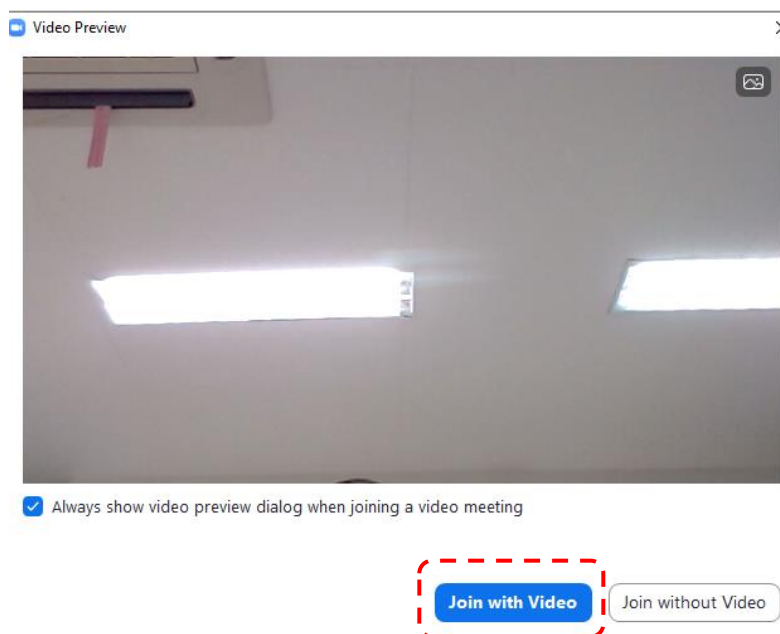 Video Preview
Always show video preview dialog when joining a video meeting
Join with Video
Join without Video